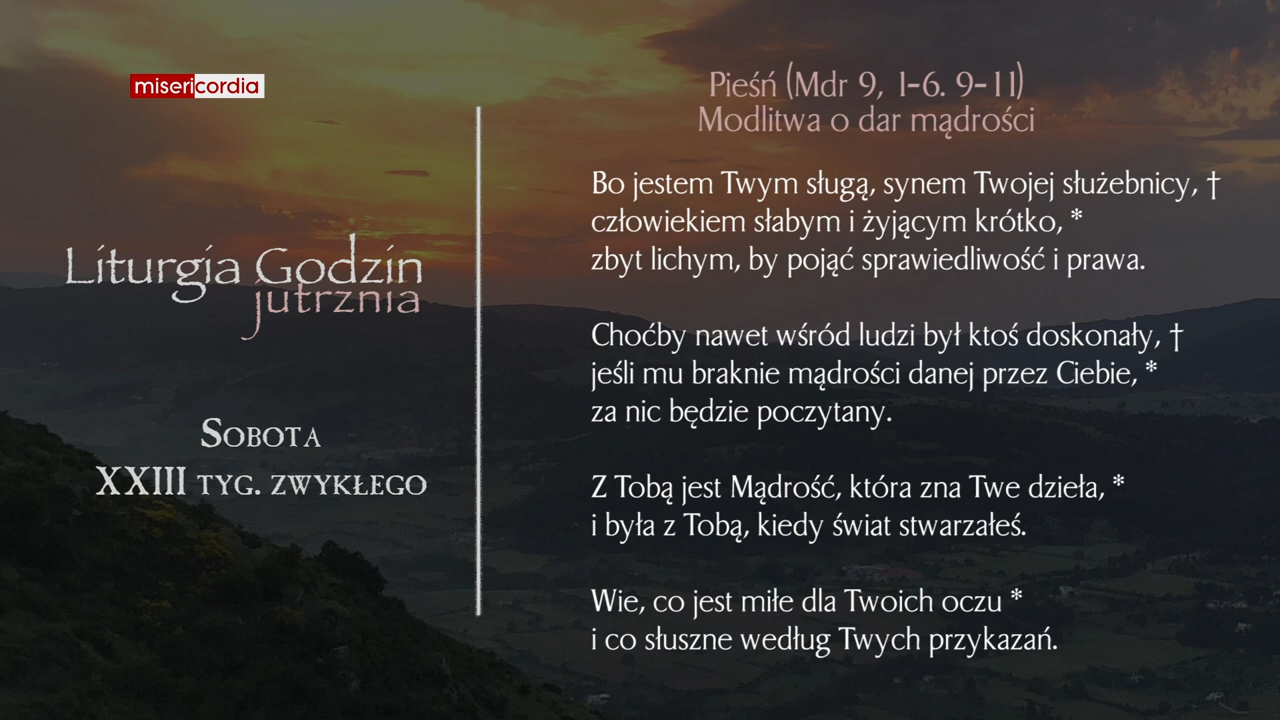 misericordia
Liturgia Godzin
jutrznia
Sobota
XXIII tyg. zwykłego
Pieśń (Mdr 9, 1-6. 9-11)
Modlitwa o dar mądrości
Bo jestem Twym sługą, synem Twojej służebnicy, †
człowiekiem słabym i żyjącym krótko, *
zbyt lichym, by pojąć sprawiedliwość i prawa.
Choćby nawet wśród ludzi był ktoś doskonały, †
jeśli mu braknie mądrości danej przez Ciebie, *
za nic będzie poczytany.
Z Tobą jest Mądrość, która zna Twe dzieła, *
i była z Tobą, kiedy świat stwarzałeś.
Wie, co jest miłe dla Twoich oczu *
i co słuszne według Twych przykazań.